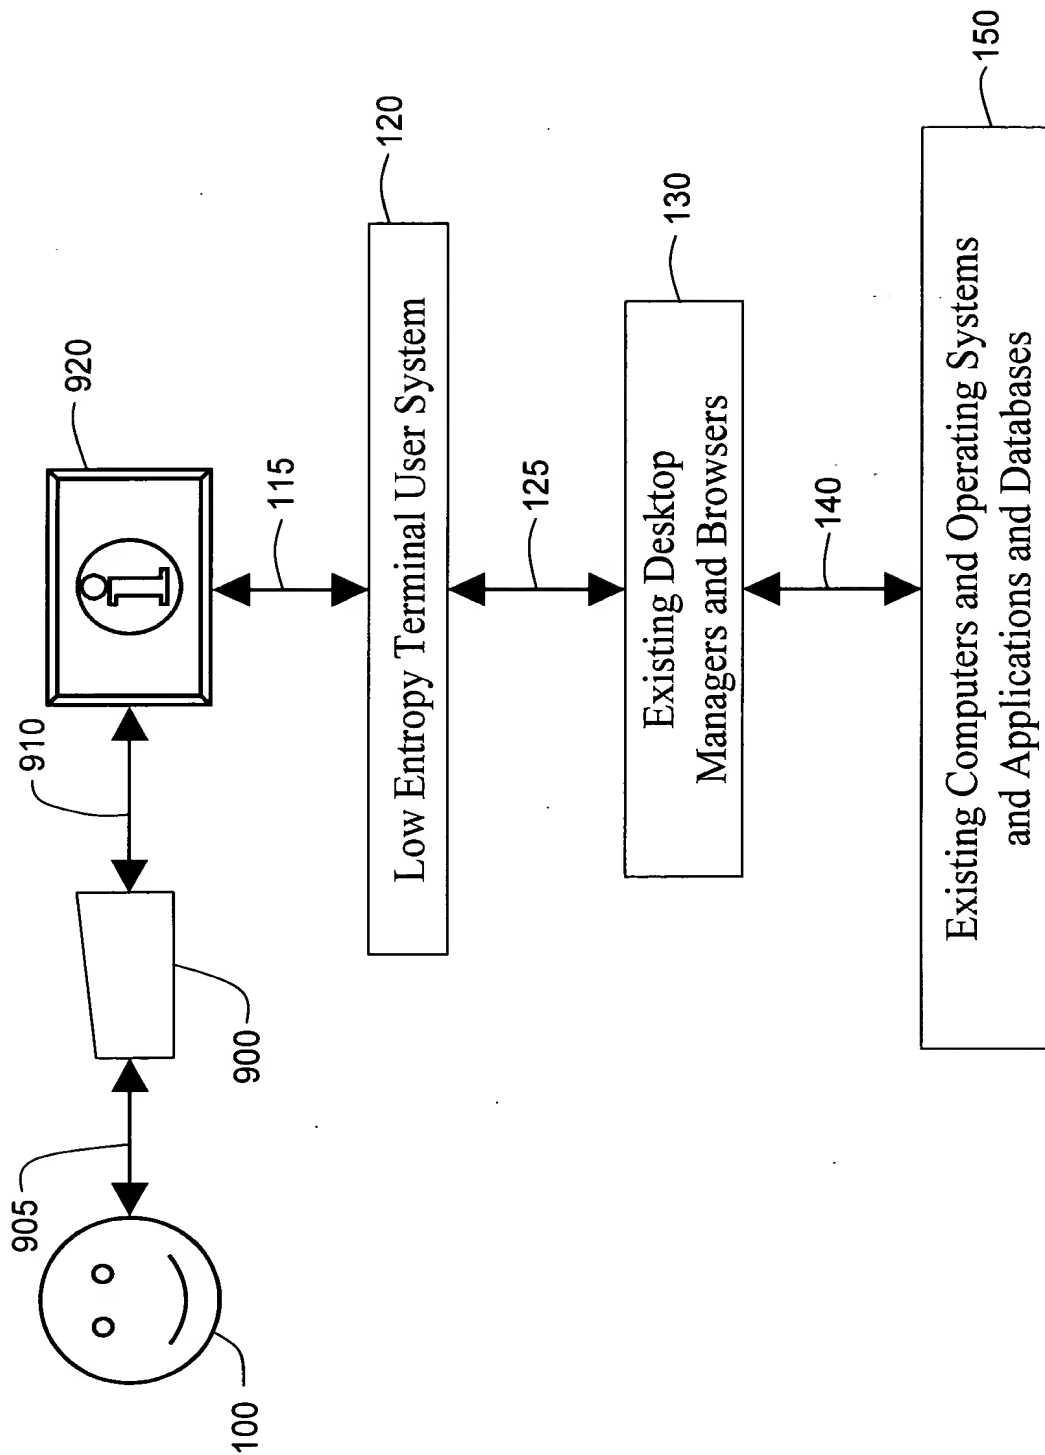 905
910
920
100
900
i
115
120
Low Entropy Terminal User System
125
130
Existing Desktop
Managers and Browsers
140
150
Existing Computers and Operating Systems
and Applications and Databases